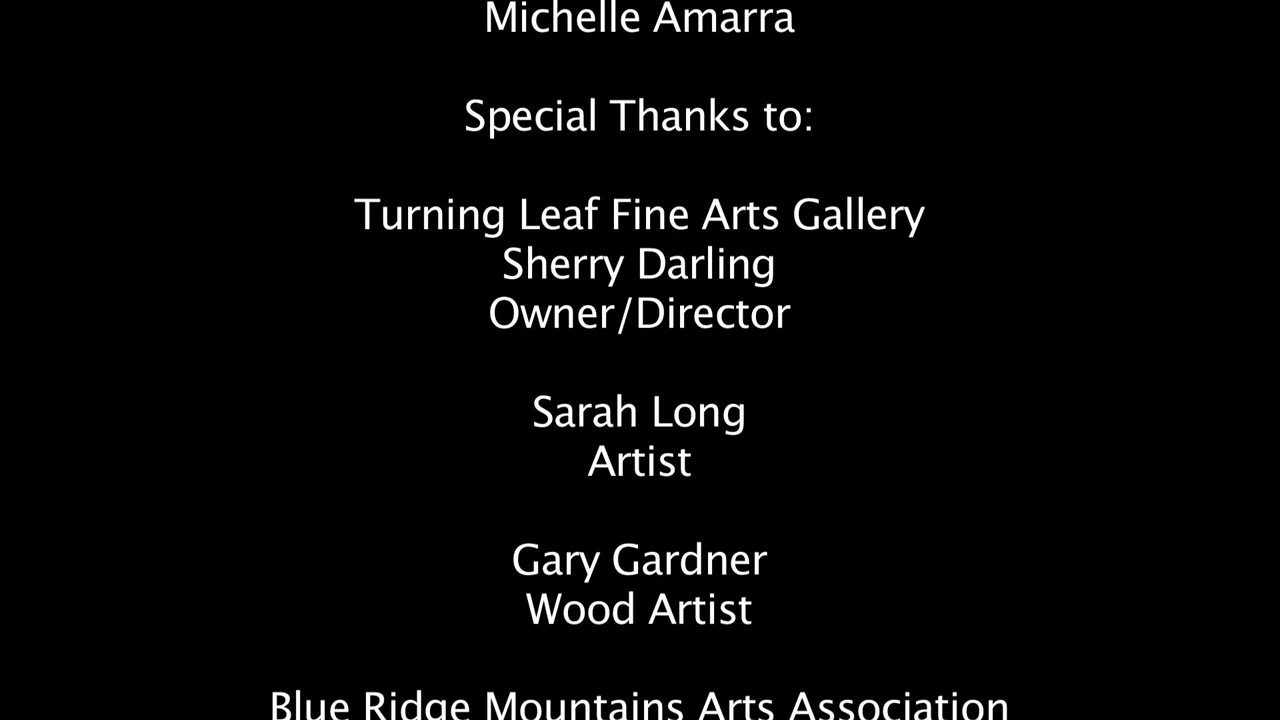 Michelle Amarra
Special Thanks to:
Turning Leaf Fine Arts Gallery
Sherry Darling
Owner/Director
Sarah Long
Artist
Gary Gardner
Wood Artist
Blue Ridge Mountains Arts Association